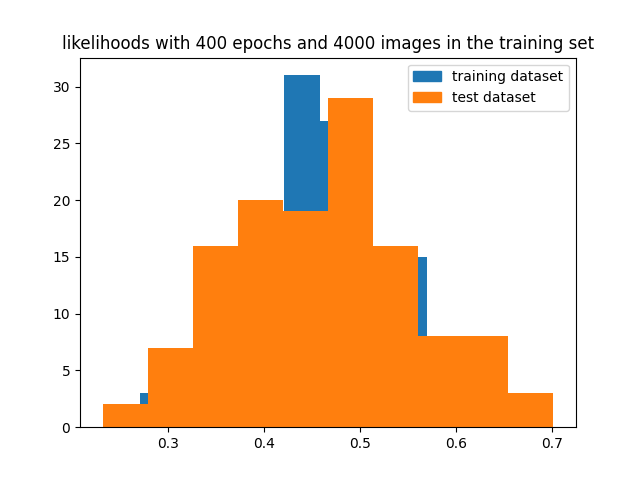 likelihoods with 400 epochs and 4000 images in the training set
training dataset
test dataset
30
25
20
15
10
5
0
0.3 0.4 0.5 0.6 0.7